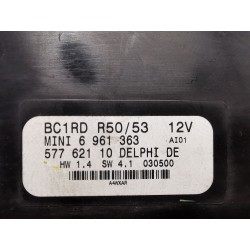 BC1RD R50/53 12V
MINI 6 961 363 AI01
577 621 10 DELPHI DE
HW 1.4 SW 4.1 030500
A4WXAR